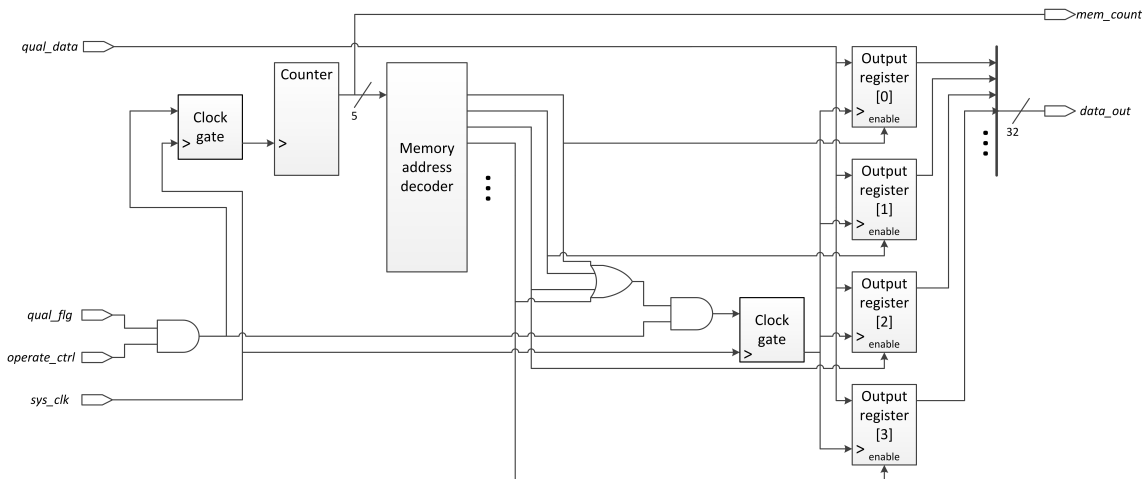 mem_count
qual_data
Counter
Output
register
[0]
enable
Clock
gate
>
>
5
Memory
address
decoder
>
data_out
32
Output
register
[1]
>
enable
qual_flg
operate_ctrl
sys_clk
Clock
gate
>
Output
register
[2]
>
enable
Output
register
[3]
>
enable